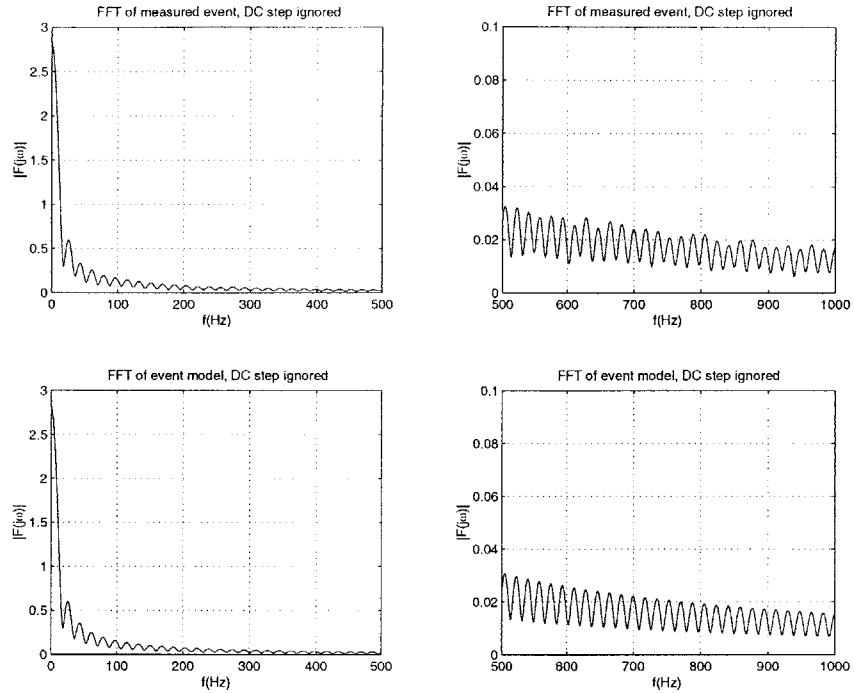 FFT of measured event, DC step ignored
3
2.5
2
1.5
1
0.5
0
0 100 200 300 400 500
|F(jω)|
f(Hz)
FFT of measured event, DC step ignored
0.1
0.08
0.06
0.04
0.02
0
500 600 700 800 900 1000
|F(jω)|
f(Hz)
FFT of event model, DC step ignored
3
2.5
2
1.5
1
0.5
0
0 100 200 300 400 500
|F(jω)|
f(Hz)
FFT of event model, DC step ignored
0.1
0.08
0.06
0.04
0.02
0
500 600 700 800 900 1000
|F(jω)|
f(Hz)